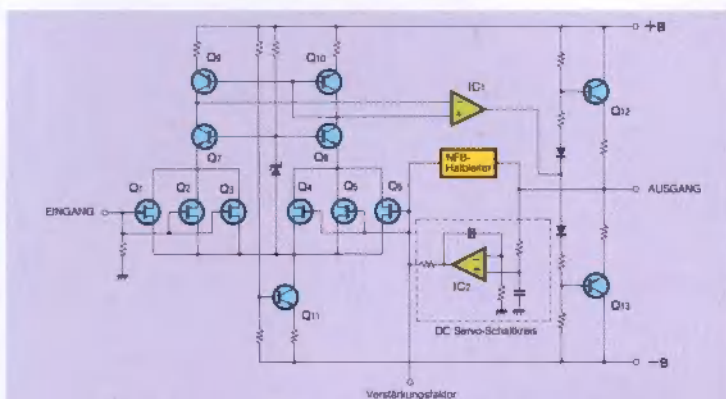 +B
Q9
Q10
IC1
Q12
Q7
Q8
NFB-
Halbleiter
Q1
Q2
Q3
Q4
Q5
Q6
EINGANG
AUSGANG
IC2
Q11
Q13
DC Servo-Schaltkreis
-B
Verstärkungsfaktor